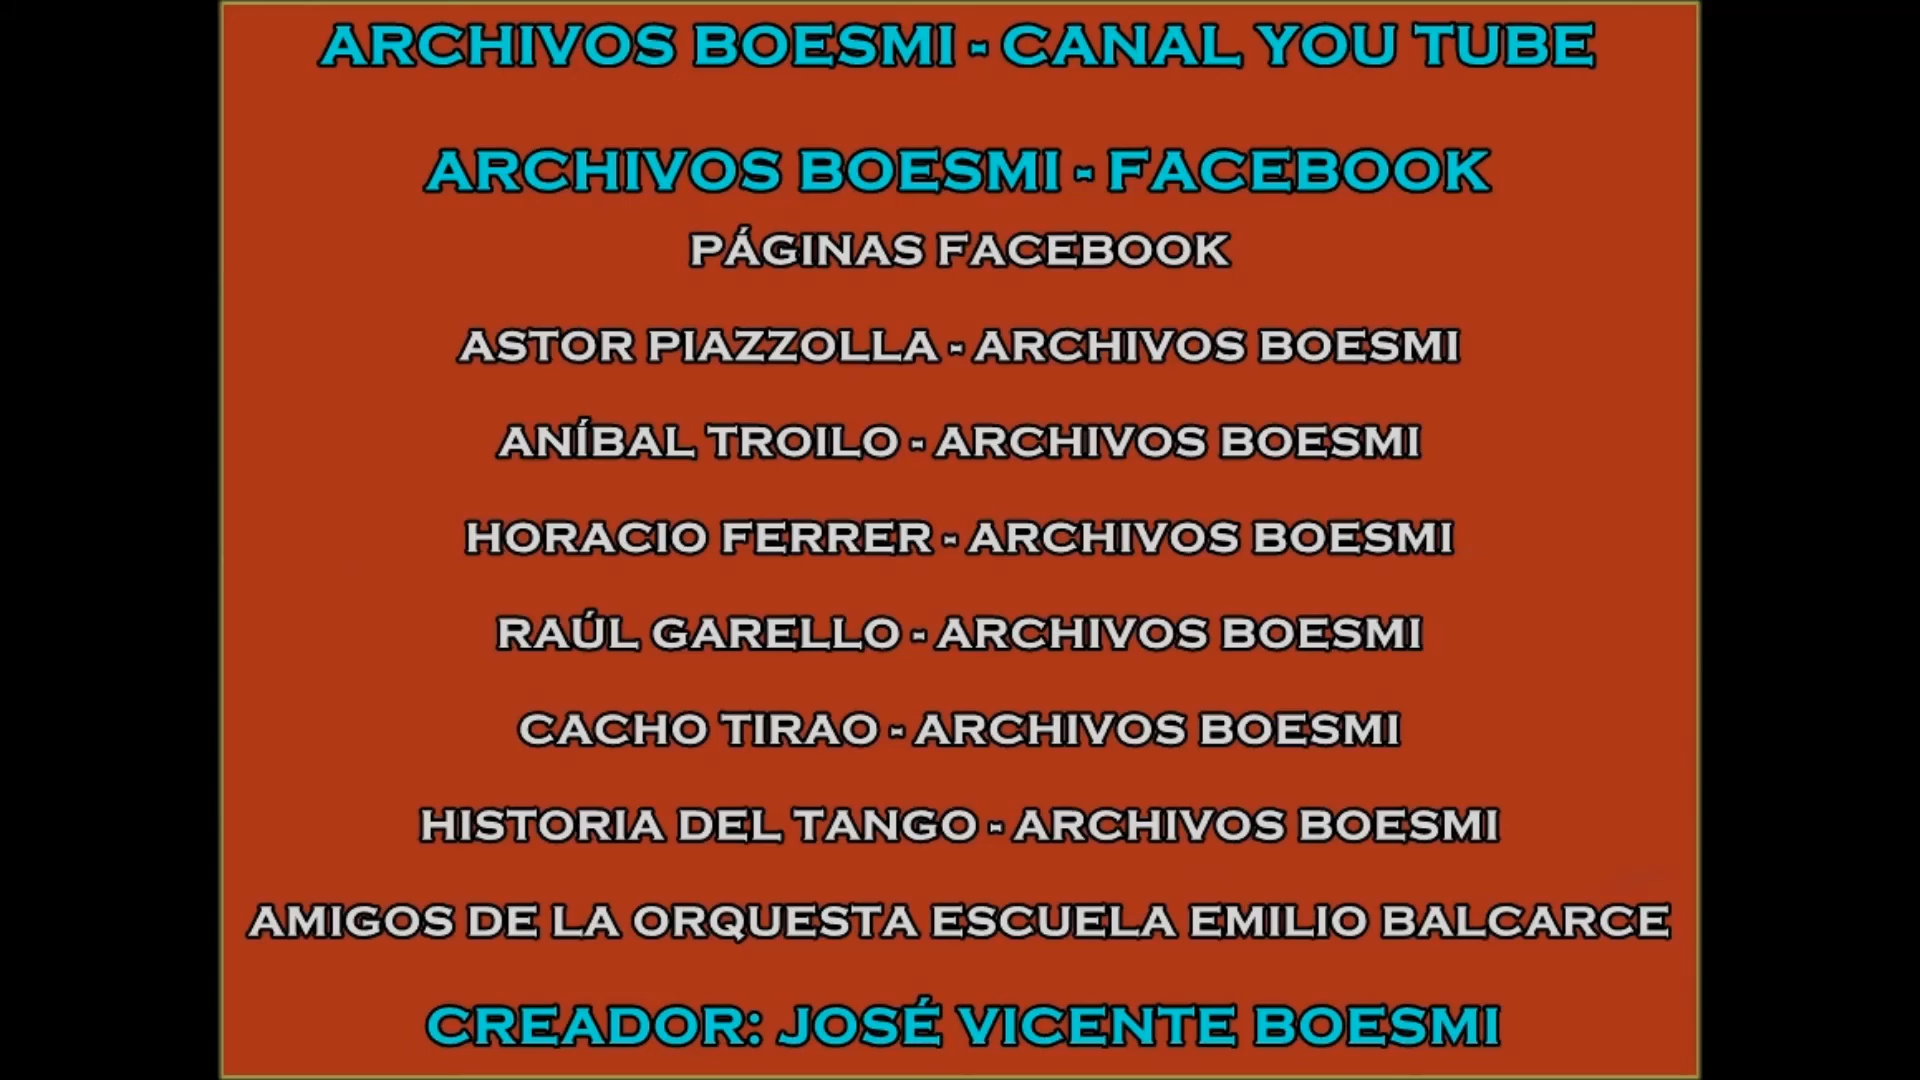 ARCHIVOS BOESMI - CANAL YOU TUBE
ARCHIVOS BOESMI - FACEBOOK
PÁGINAS FACEBOOK
ASTOR PIAZZOLLA - ARCHIVOS BOESMI
ANÍBAL TROILO - ARCHIVOS BOESMI
HORACIO FERRER - ARCHIVOS BOESMI
RAÚL GARELLO - ARCHIVOS BOESMI
CACHO TIRAO - ARCHIVOS BOESMI
HISTORIA DEL TANGO - ARCHIVOS BOESMI
AMIGOS DE LA ORQUESTA ESCUELA EMILIO BALCARCE
CREADOR: JOSÉ VICENTE BOESMI